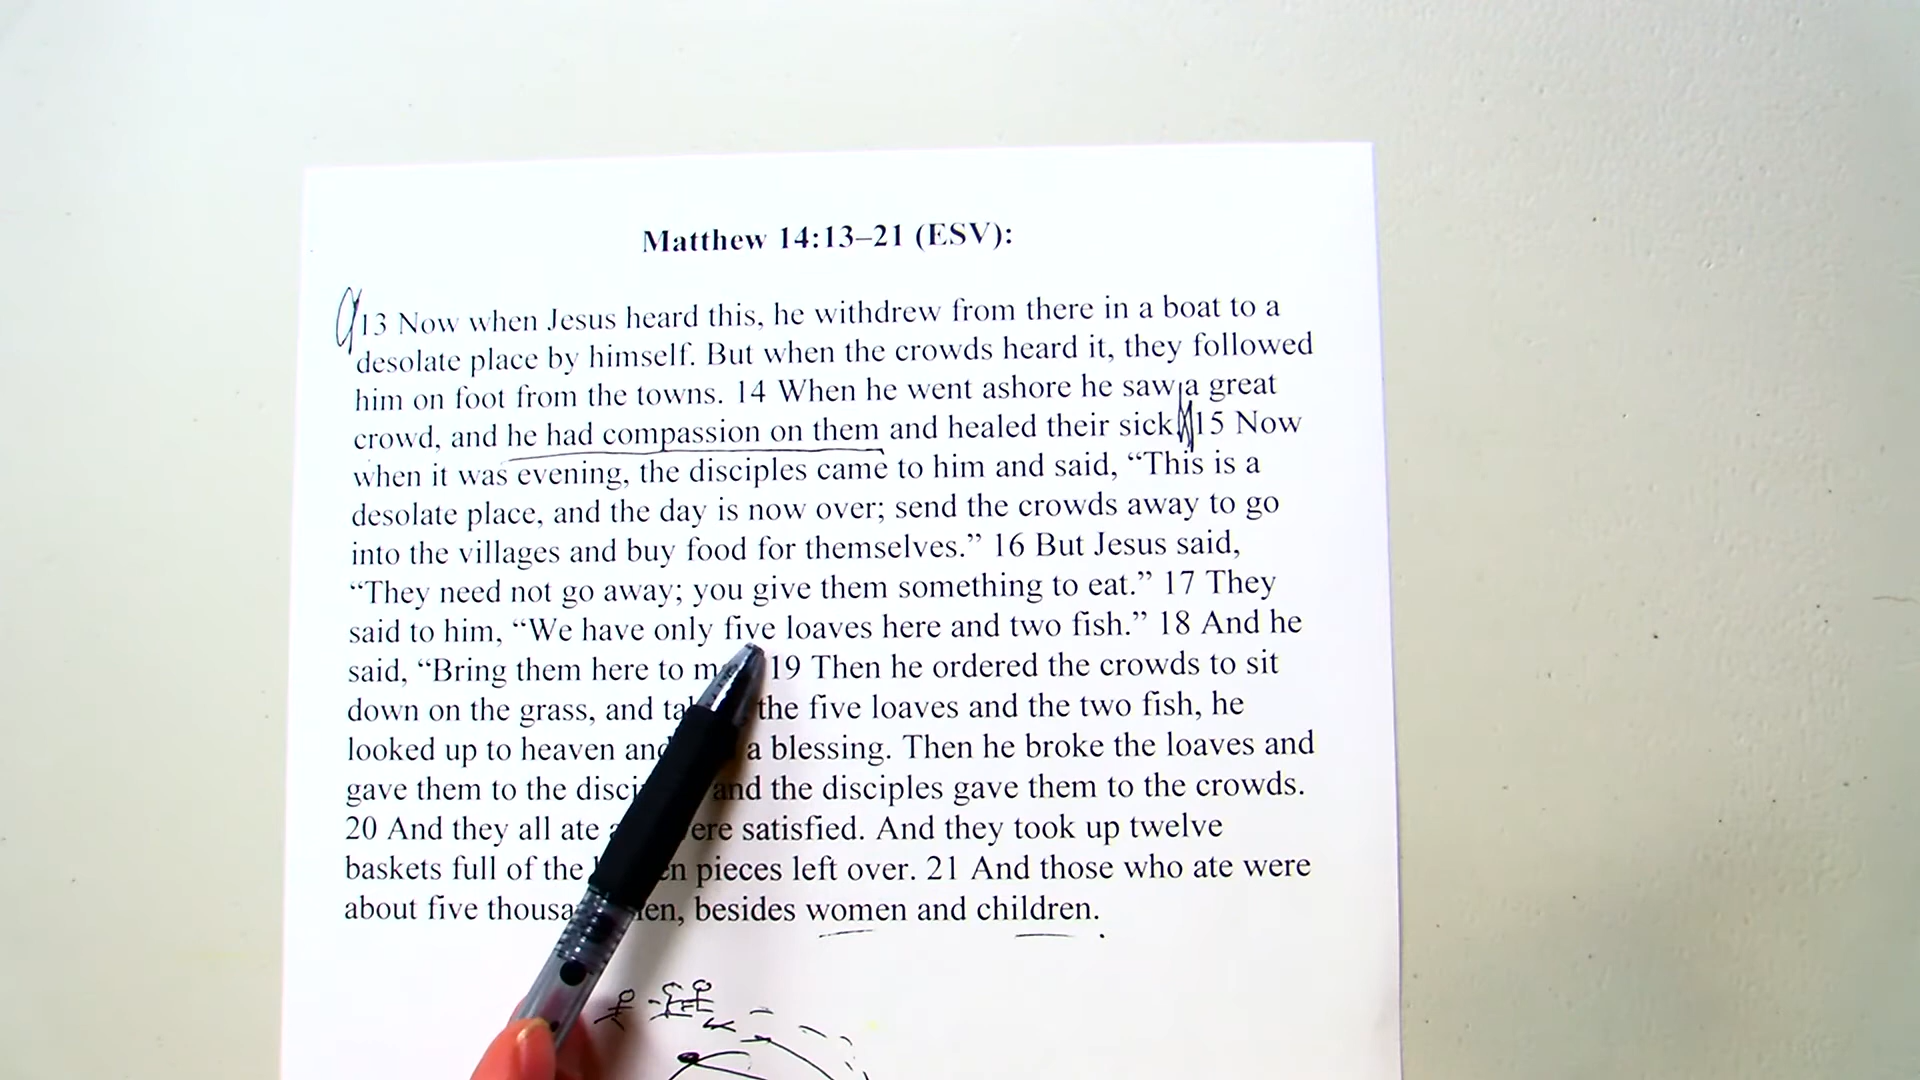 Matthew 14:13–21 (ESV):
13 Now when Jesus heard this, he withdrew from there in a boat to a
desolate place by himself. But when the crowds heard it, they followed
him on foot from the towns. 14 When he went ashore he saw a great
crowd, and he had compassion on them and healed their sick. 15 Now
when it was evening, the disciples came to him and said, “This is a
desolate place, and the day is now over; send the crowds away to go
into the villages and buy food for themselves.” 16 But Jesus said,
“They need not go away; you give them something to eat.” 17 They
said to him, “We have only five loaves here and two fish.” 18 And he
said, “Bring them here to 19 Then he ordered the crowds to sit
down on the grass, and the five loaves and the two fish, he
looked up to heaven and a blessing. Then he broke the loaves and
gave them to the and the disciples gave them to the crowds.
20 And they all ate satisfied. And they took up twelve
baskets full of the pieces left over. 21 And those who ate were
about five besides women and children.